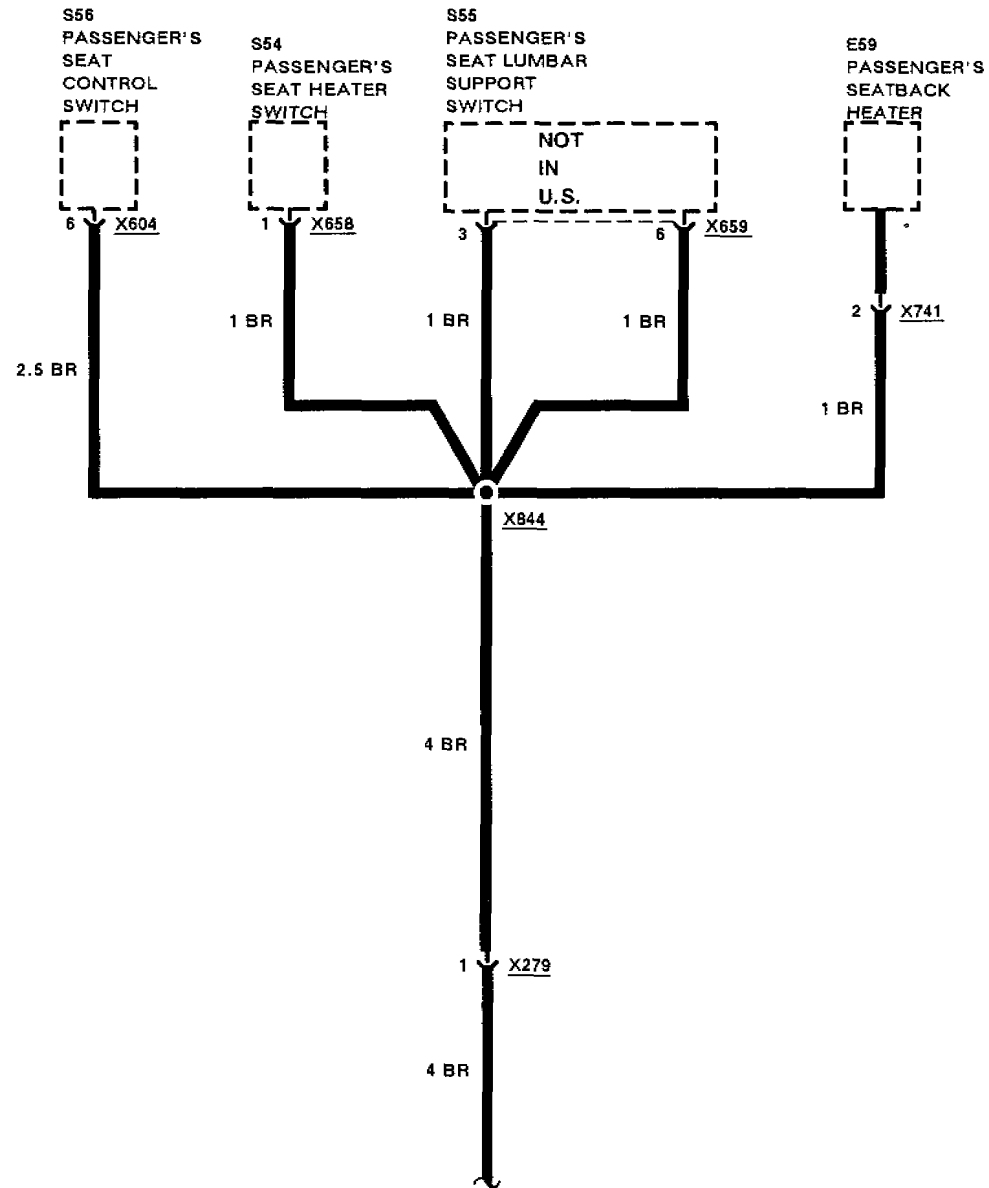 S56
PASSENGER'S
SEAT
CONTROL
SWITCH
S54
PASSENGER'S
SEAT HEATER
SWITCH
S55
PASSENGER'S
SEAT LUMBAR
SUPPORT
SWITCH
E59
PASSENGER'S
SEATBACK
HEATER
NOT
IN
U.S.
6 X604
1 X658
3
6 X659
2 X741
1 BR
1 BR
1 BR
2.5 BR
1 BR
X844
4 BR
1 X279
4 BR